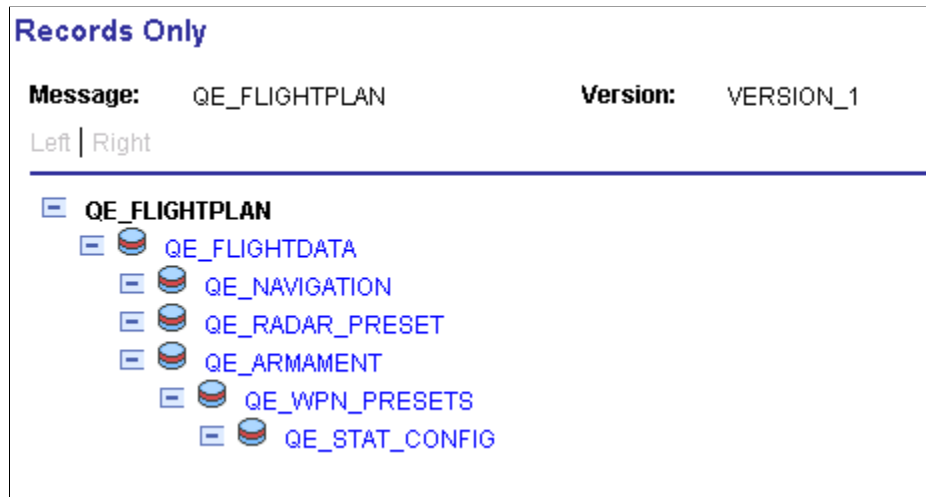 Records Only
Message: QE_FLIGHTPLAN Version: VERSION_1
Left | Right
QE_FLIGHTPLAN
QE_FLIGHTDATA
QE_NAVIGATION
QE_RADAR_PRESET
QE_ARMAMENT
QE_WPN_PRESETS
QE_STAT_CONFIG